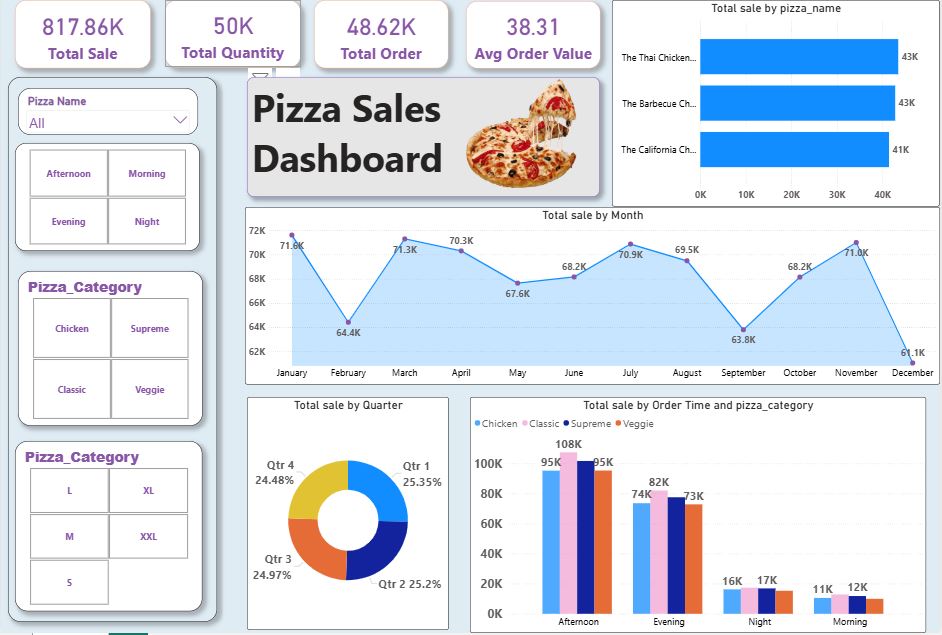 817.86K
Total Sale
50K
Total Quantity
48.62K
Total Order
38.31
Avg Order Value
Total sale by pizza_name
The Thai Chicken...
43K
The Barbecue Ch...
43K
The California Ch...
41K
0K 10K 20K 30K 40K
Pizza Name
All
Afternoon Morning
Evening Night
Pizza_Category
Chicken Supreme
Classic Veggie
Pizza_Category
L XL
M XXL
S
Pizza Sales
Dashboard
Total sale by Month
72K
70K
68K
66K
64K
62K
71.6K
64.4K
71.3K
70.3K
67.6K
68.2K
70.9K
69.5K
63.8K
68.2K
71.0K
61.1K
January February March April May June July August September October November December
Total sale by Quarter
Qtr 4
24.48%
Qtr 1
25.35%
Qtr 3
24.97%
Qtr 2 25.2%
Total sale by Order Time and pizza_category
Chicken Classic Supreme Veggie
100K
80K
60K
40K
20K
0K
95K 108K 95K
74K 82K 73K
16K 17K
11K 12K
Afternoon Evening Night Morning